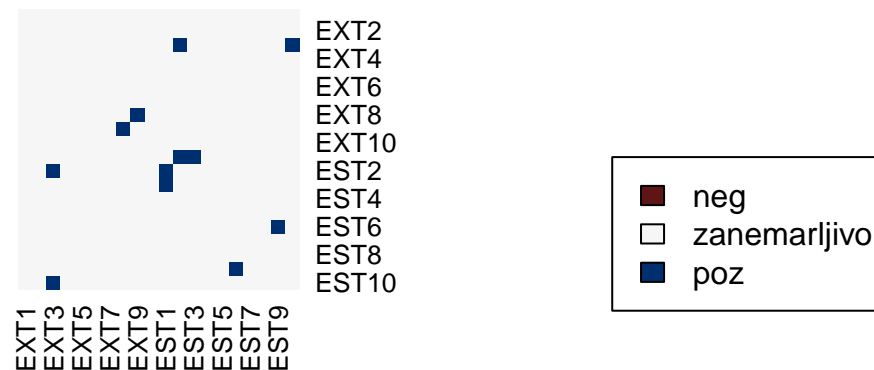 EXT2
EXT4
EXT6
EXT8
EXT10
EST2
EST4
EST6
EST8
EST10
EXT1
EXT3
EXT5
EXT7
EXT9
EST1
EST3
EST5
EST7
EST9
neg
zanemarljivo
poz